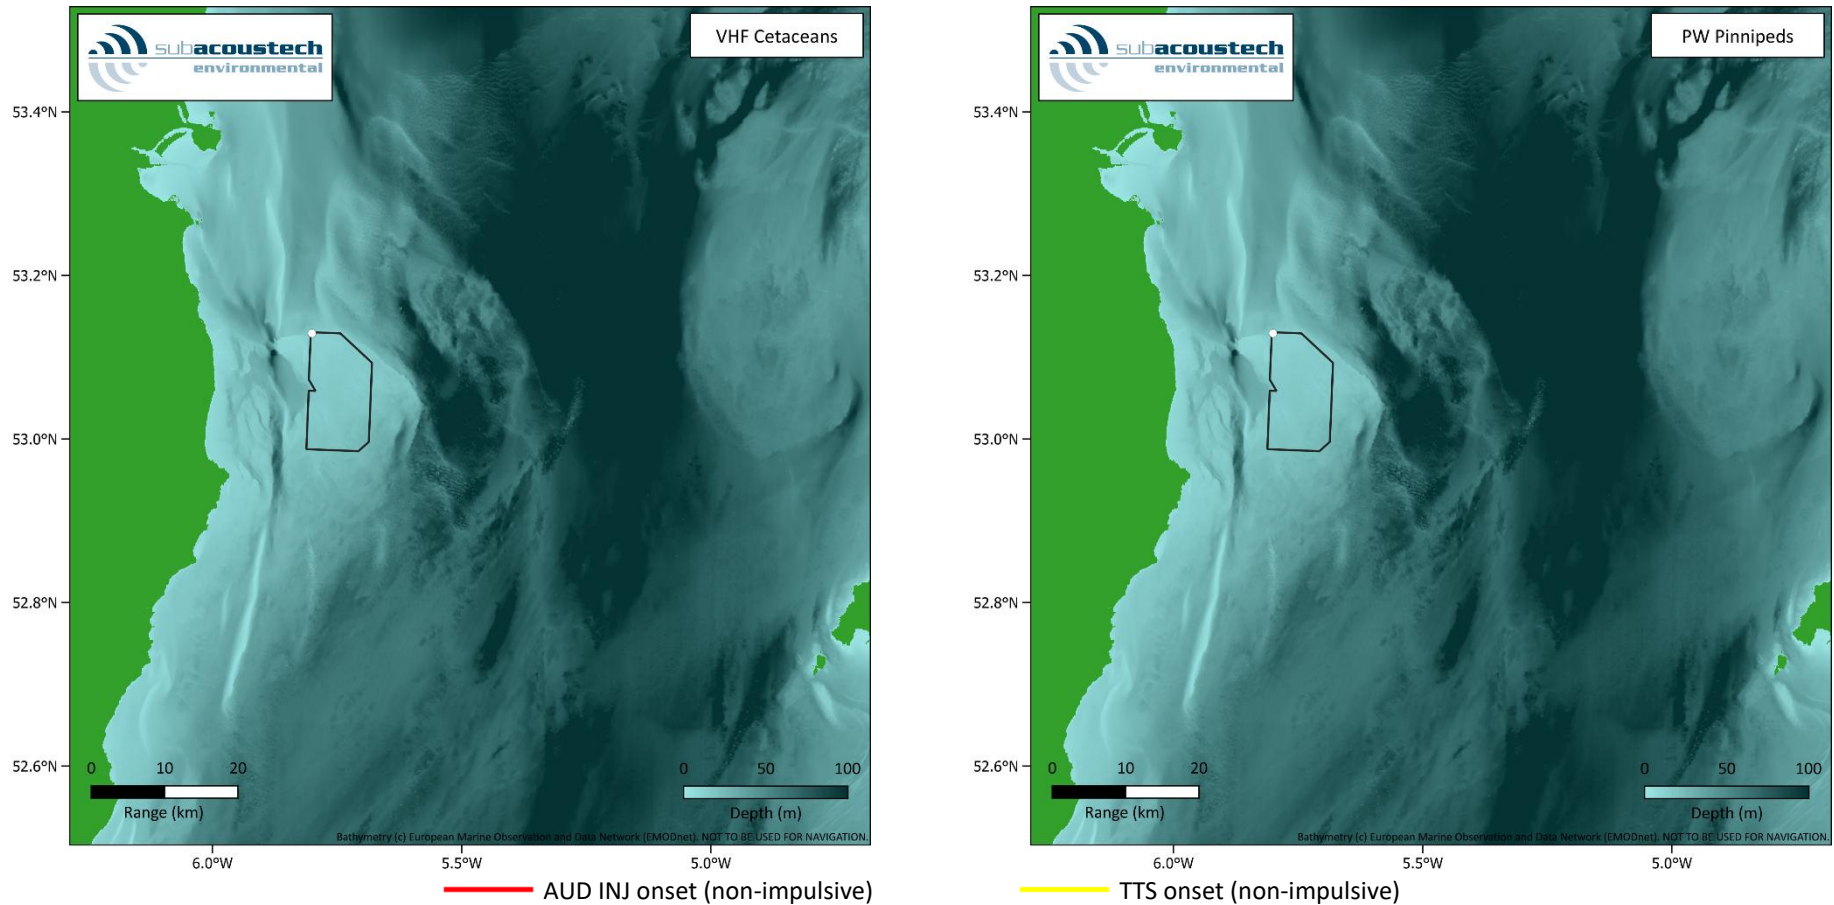 subacoustech
environmental
VHF Cetaceans
53.4°N
53.2°N
53.0°N
52.8°N
52.6°N
0 10 20
Range (km)
0 50 100
Depth (m)
Bathymetry (c) European Marine Observation and Data Network (EMODnet). NOT TO BE USED FOR NAVIGATION.
6.0°W 5.5°W 5.0°W
subacoustech
environmental
PW Pinnipeds
53.4°N
53.2°N
53.0°N
52.8°N
52.6°N
0 10 20
Range (km)
0 50 100
Depth (m)
Bathymetry (c) European Marine Observation and Data Network (EMODnet). NOT TO BE USED FOR NAVIGATION.
6.0°W 5.5°W 5.0°W
AUD INJ onset (non-impulsive)
TTS onset (non-impulsive)